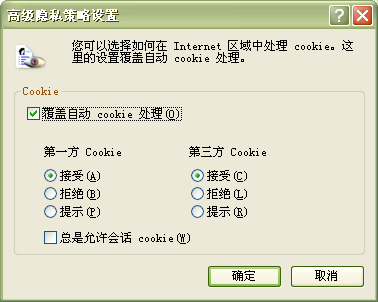 高级隐私策略设置
您可以选择如何在 Internet 区域中处理 cookie。这
里的设置覆盖自动 cookie 处理。
Cookie
覆盖自动 cookie 处理(O)
第一方 Cookie 第三方 Cookie
接受(A) 接受(C)
拒绝(B) 拒绝(L)
提示(P) 提示(R)
总是允许会话 cookie(W)
确定 取消